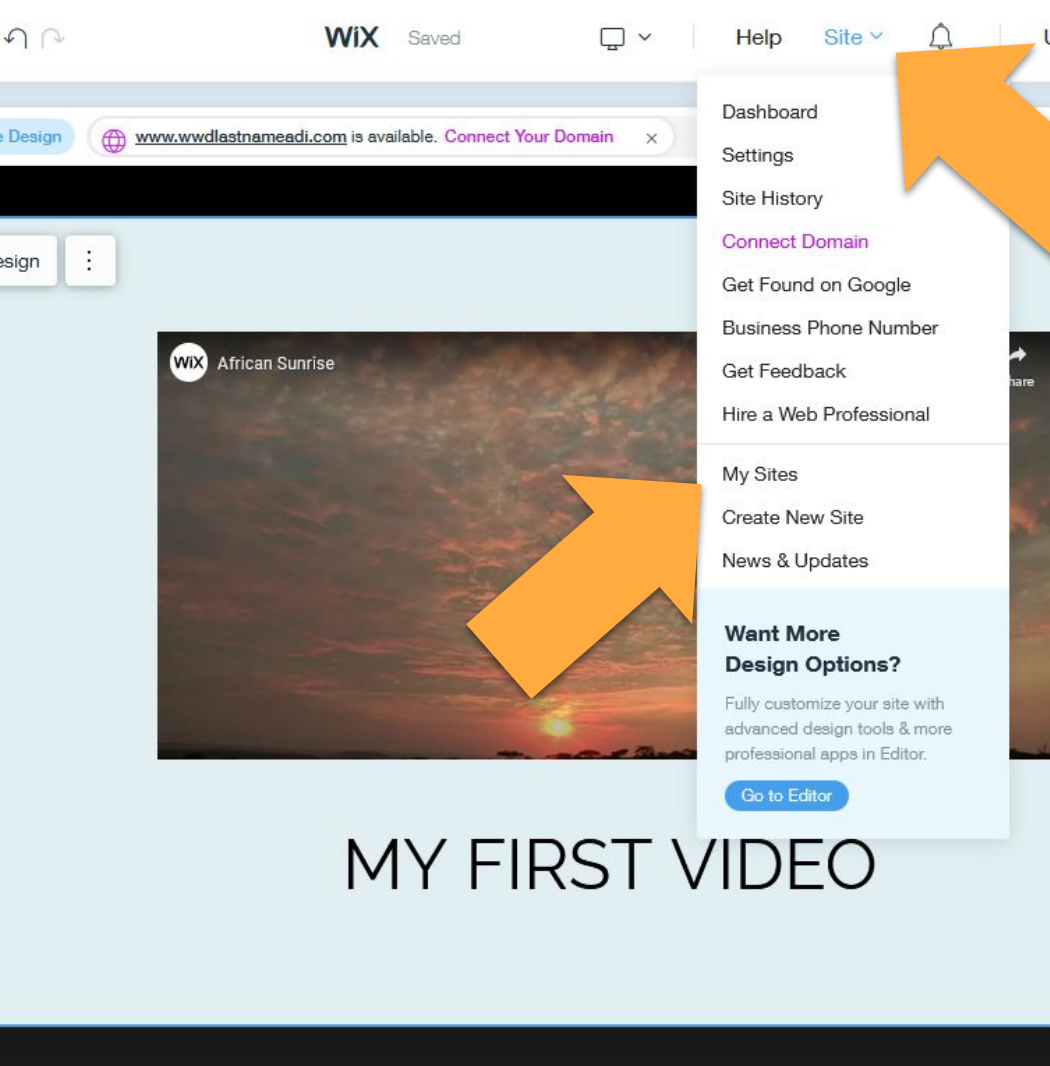 WiX Saved Help Site
e Design www.wwdlastnameadi.com is available. Connect Your Domain ×
esign
WiX African Sunrise
Dashboard
Settings
Site History
Connect Domain
Get Found on Google
Business Phone Number
Get Feedback
Hire a Web Professional
hare
My Sites
Create New Site
News & Updates
Want More
Design Options?
Fully customize your site with
advanced design tools & more
professional apps in Editor.
Go to Editor
MY FIRST VIDEO